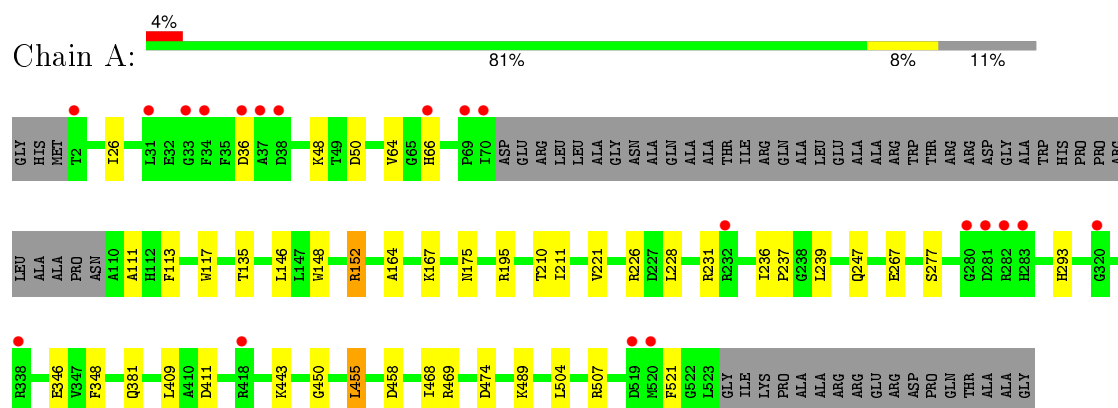 4%
Chain A:
81% 8% 11%
GLY HIS MET T2 I26 L31 E32 G33 F34 F35 D36 A37 D38 K48 T49 D50 V64 G65 H66 P69 I70 ASP GLU ARG LEU LEU ALA GLY ASN ALA GLN ALA ALA THR ILE ARG GLN ALA LEU ALA ALA ARG TRP THR ARG ARG ASP GLY ALA TRP HIS PRO PRO ARG
LEU ALA ALA PRO ASN A110 A111 H112 F113 W117 T135 L146 L147 W148 R152 A164 K167 N175 R195 T210 I211 V221 R226 D227 L228 R231 R232 I236 P237 G238 L239 Q247 E267 S277 G280 D281 R282 H283 H293 G320
R338 E346 V347 F348 Q381 L409 A410 D411 R418 K443 G450 L455 D458 I468 R469 D474 K489 L504 R507 D519 M520 F521 G522 L523 GLY ILE LYS PRO ALA ALA ARG ARG GLU ARG ASP PRO GLN THR ALA ALA GLY